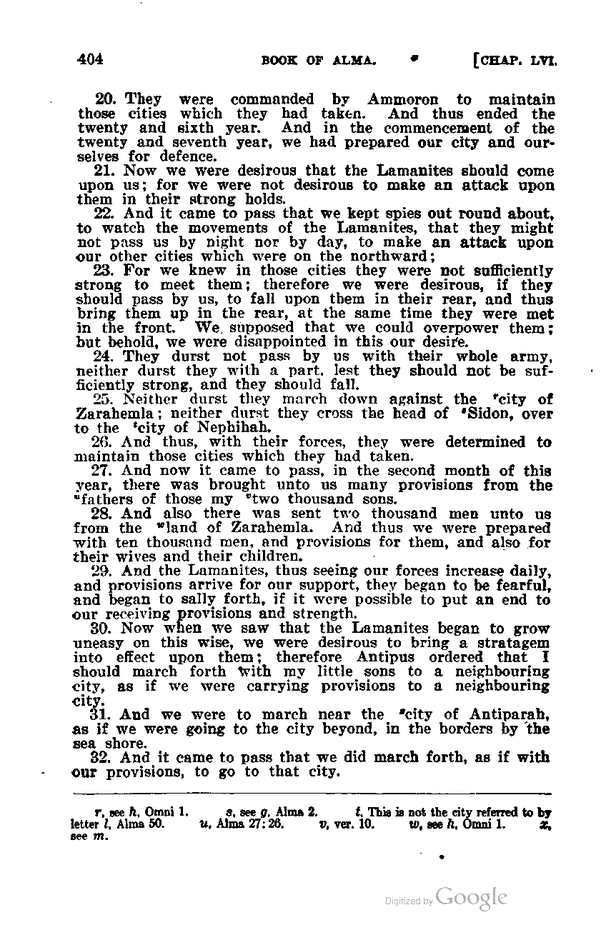 404 BOOK OF ALMA. [CHAP. LVI.
20. They were commanded by Ammoron to maintain
those cities which they had taken. And thus ended the
twenty and sixth year. And in the commencement of the
twenty and seventh year, we had prepared our city and our-
selves for defence.
21. Now we were desirous that the Lamanites should come
upon us; for we were not desirous to make an attack upon
them in their strong holds.
22. And it came to pass that we kept spies out round about,
to watch the movements of the Lamanites, that they might
not pass us by night nor by day, to make an attack upon
our other cities which were on the northward;
23. For we knew in those cities they were not sufficiently
strong to meet them; therefore we were desirous, if they
should pass by us, to fall upon them in their rear, and thus
bring them up in the rear, at the same time they were met
in the front. We supposed that we could overpower them;
but behold, we were disappointed in this our desire.
24. They durst not pass by us with their whole army,
neither durst they with a part, lest they should not be suf-
ficiently strong, and they should fall.
25. Neither durst they march down against the ʳcity of
Zarahemla; neither durst they cross the head of ˢSidon, over
to the ᵗcity of Nephihah.
26. And thus, with their forces, they were determined to
maintain those cities which they had taken.
27. And now it came to pass, in the second month of this
year, there was brought unto us many provisions from the
ᵘfathers of those my ᵛtwo thousand sons.
28. And also there was sent two thousand men unto us
from the ʷland of Zarahemla. And thus we were prepared
with ten thousand men, and provisions for them, and also for
their wives and their children.
29. And the Lamanites, thus seeing our forces increase daily,
and provisions arrive for our support, they began to be fearful,
and began to sally forth, if it were possible to put an end to
our receiving provisions and strength.
30. Now when we saw that the Lamanites began to grow
uneasy on this wise, we were desirous to bring a stratagem
into effect upon them; therefore Antipus ordered that I
should march forth with my little sons to a neighbouring
city, as if we were carrying provisions to a neighbouring
city.
31. And we were to march near the ˣcity of Antiparah,
as if we were going to the city beyond, in the borders by the
sea shore.
32. And it came to pass that we did march forth, as if with
our provisions, to go to that city.
r, see h, Omni 1. s, see g, Alma 2. t, This is not the city referred to by
letter l, Alma 50. u, Alma 27:26. v, ver. 10. w, see h, Omni 1. x,
see m.
Digitized by Google